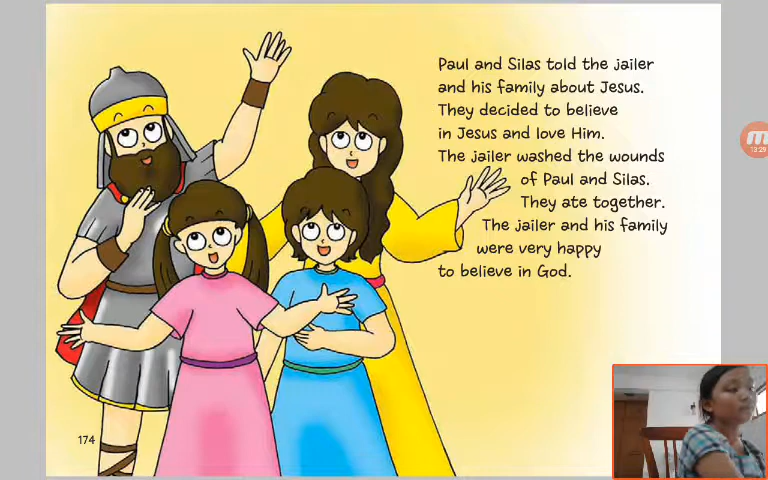 Paul and Silas told the jailer
and his family about Jesus.
They decided to believe
in Jesus and love Him.
The jailer washed the wounds
of Paul and Silas.
They ate together.
The jailer and his family
were very happy
to believe in God.
174
13:29